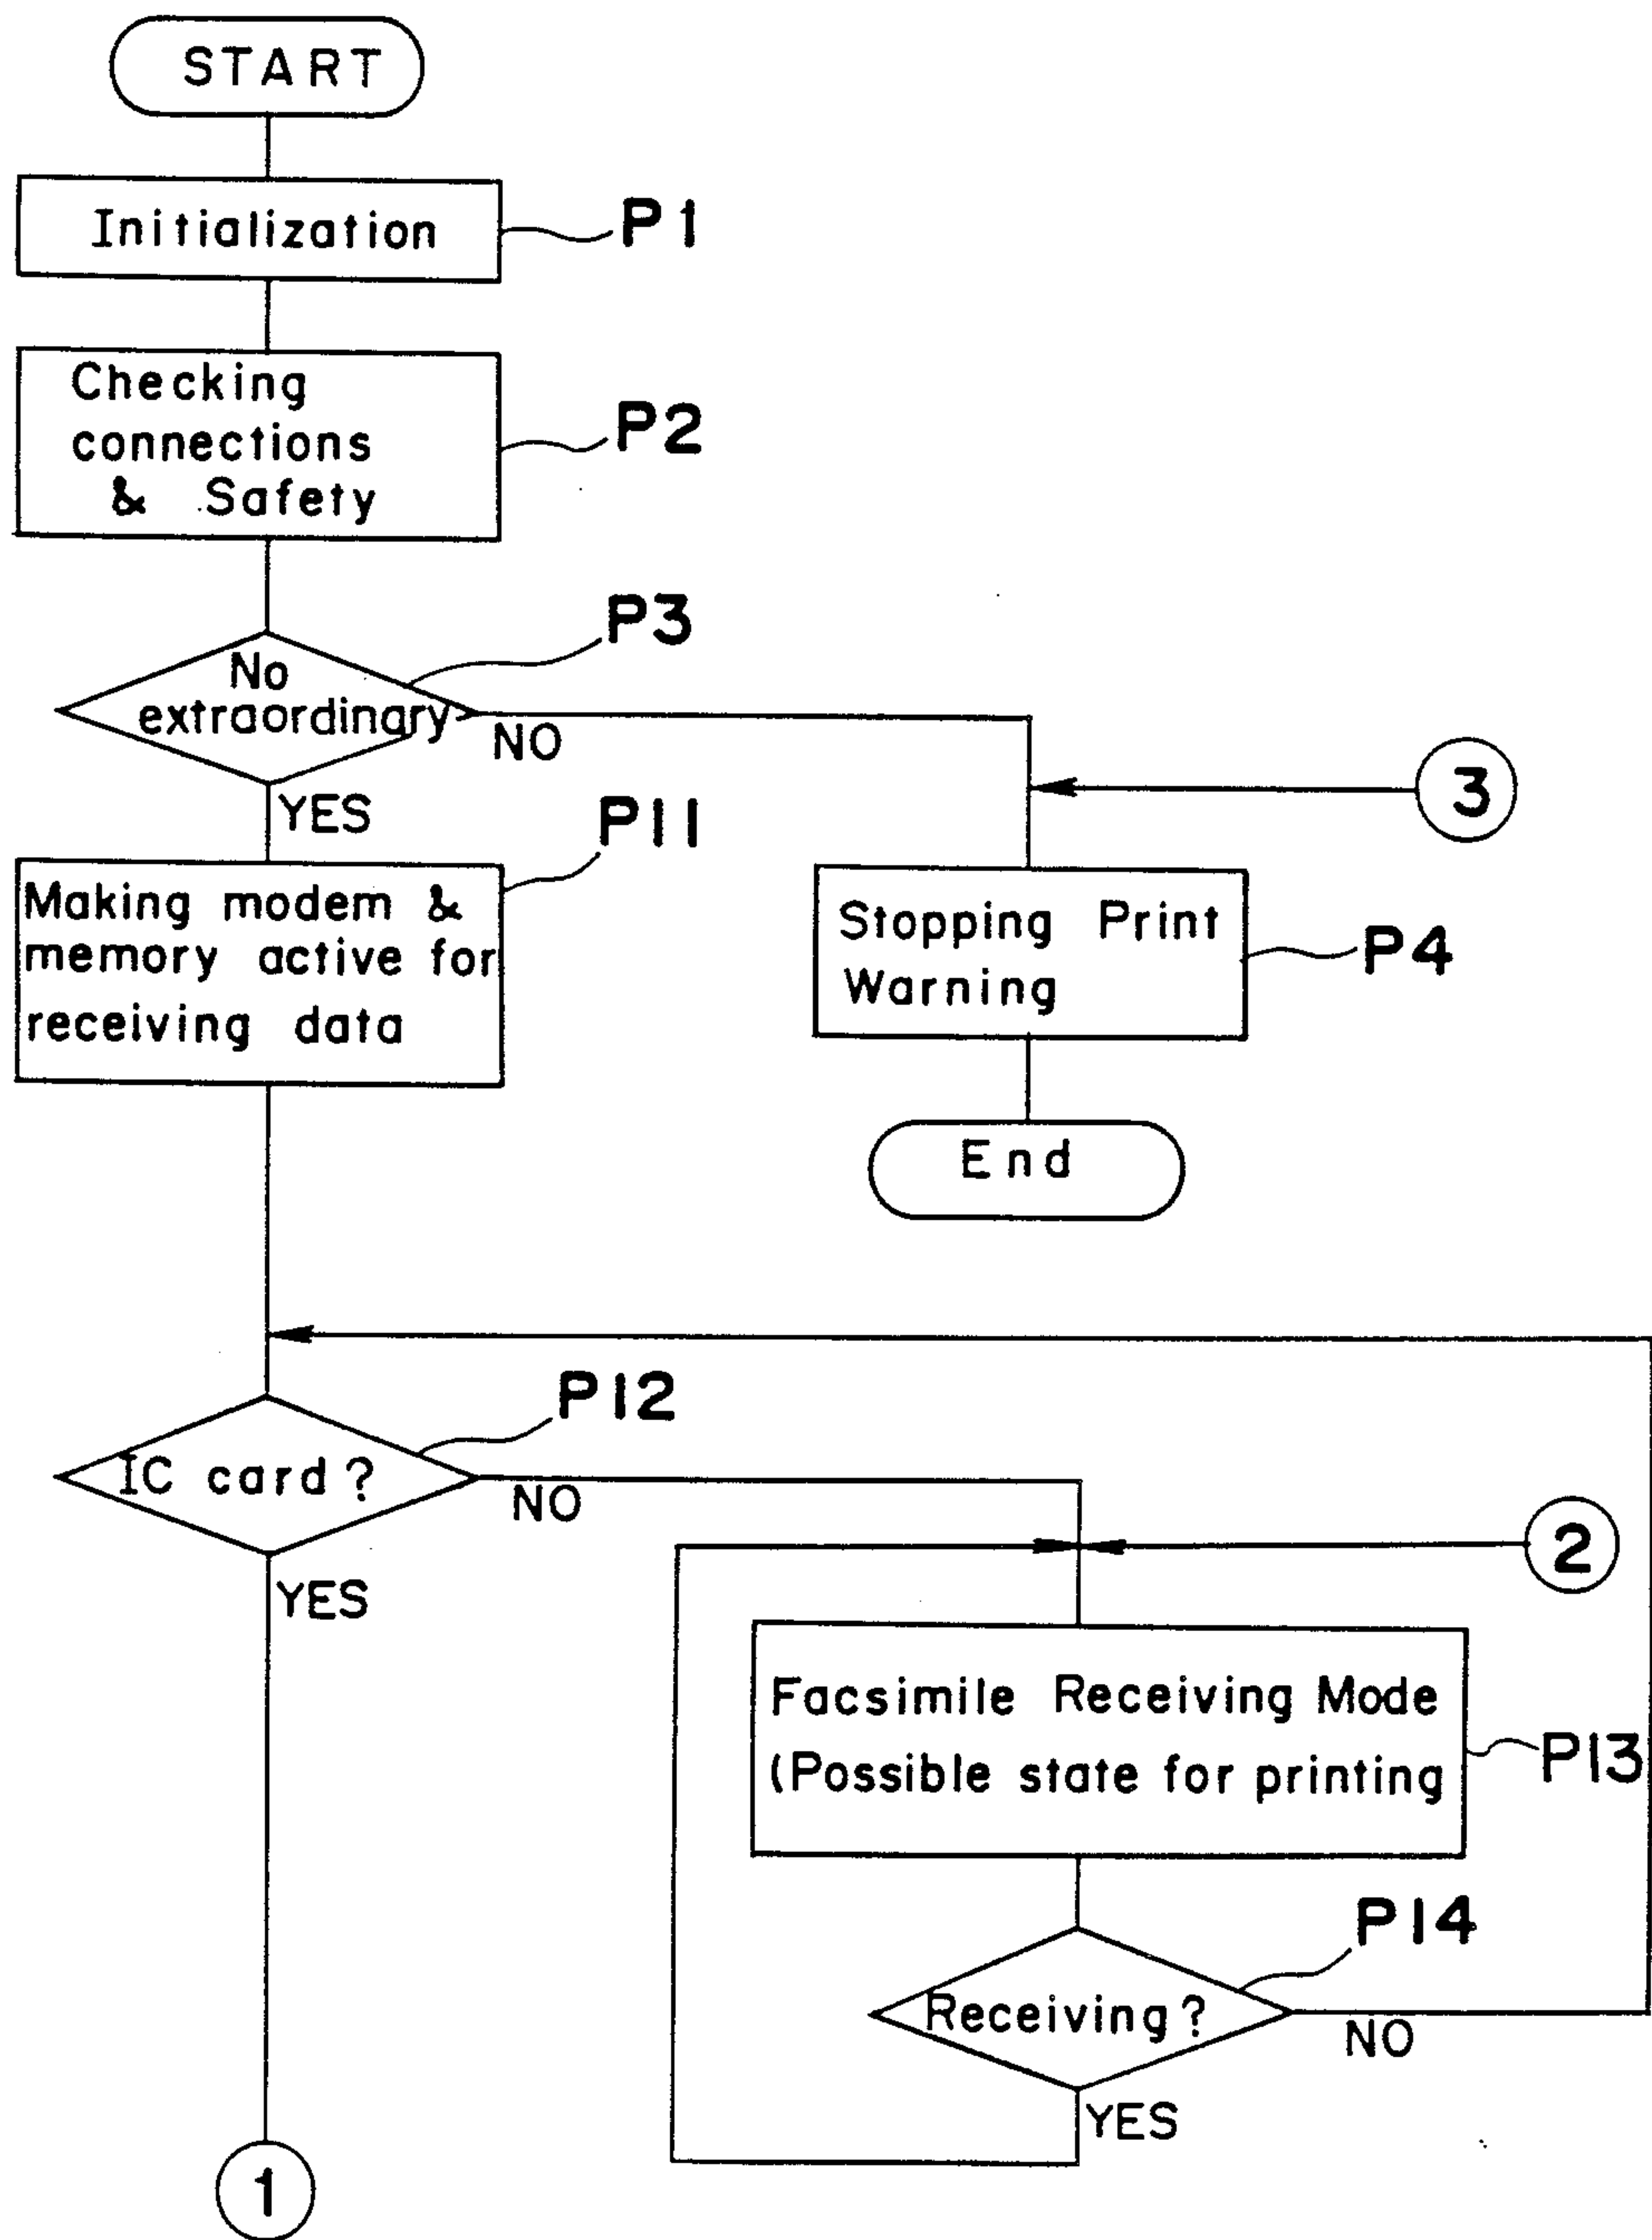 START
Initialization
P1
Checking
connections
& Safety
P2
No
extraordinary
P3
NO
YES
3
Making modem &
memory active for
receiving data
P11
Stopping Print
Warning
P4
End
IC card?
P12
NO
YES
2
Facsimile Receiving Mode
(Possible state for printing
P13
Receiving?
P14
NO
YES
1